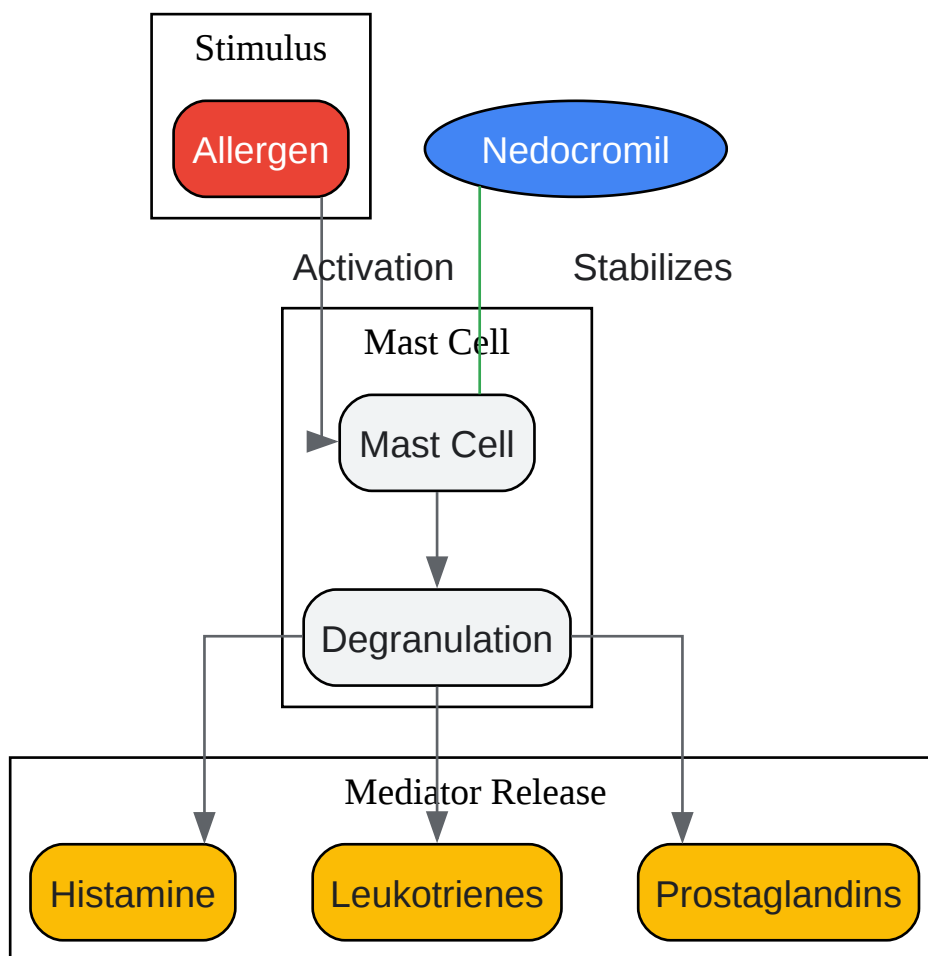 Stimulus
Allergen
Nedocromil
Activation
Stabilizes
Mast Cell
Mast Cell
Degranulation
Mediator Release
Histamine
Leukotrienes
Prostaglandins